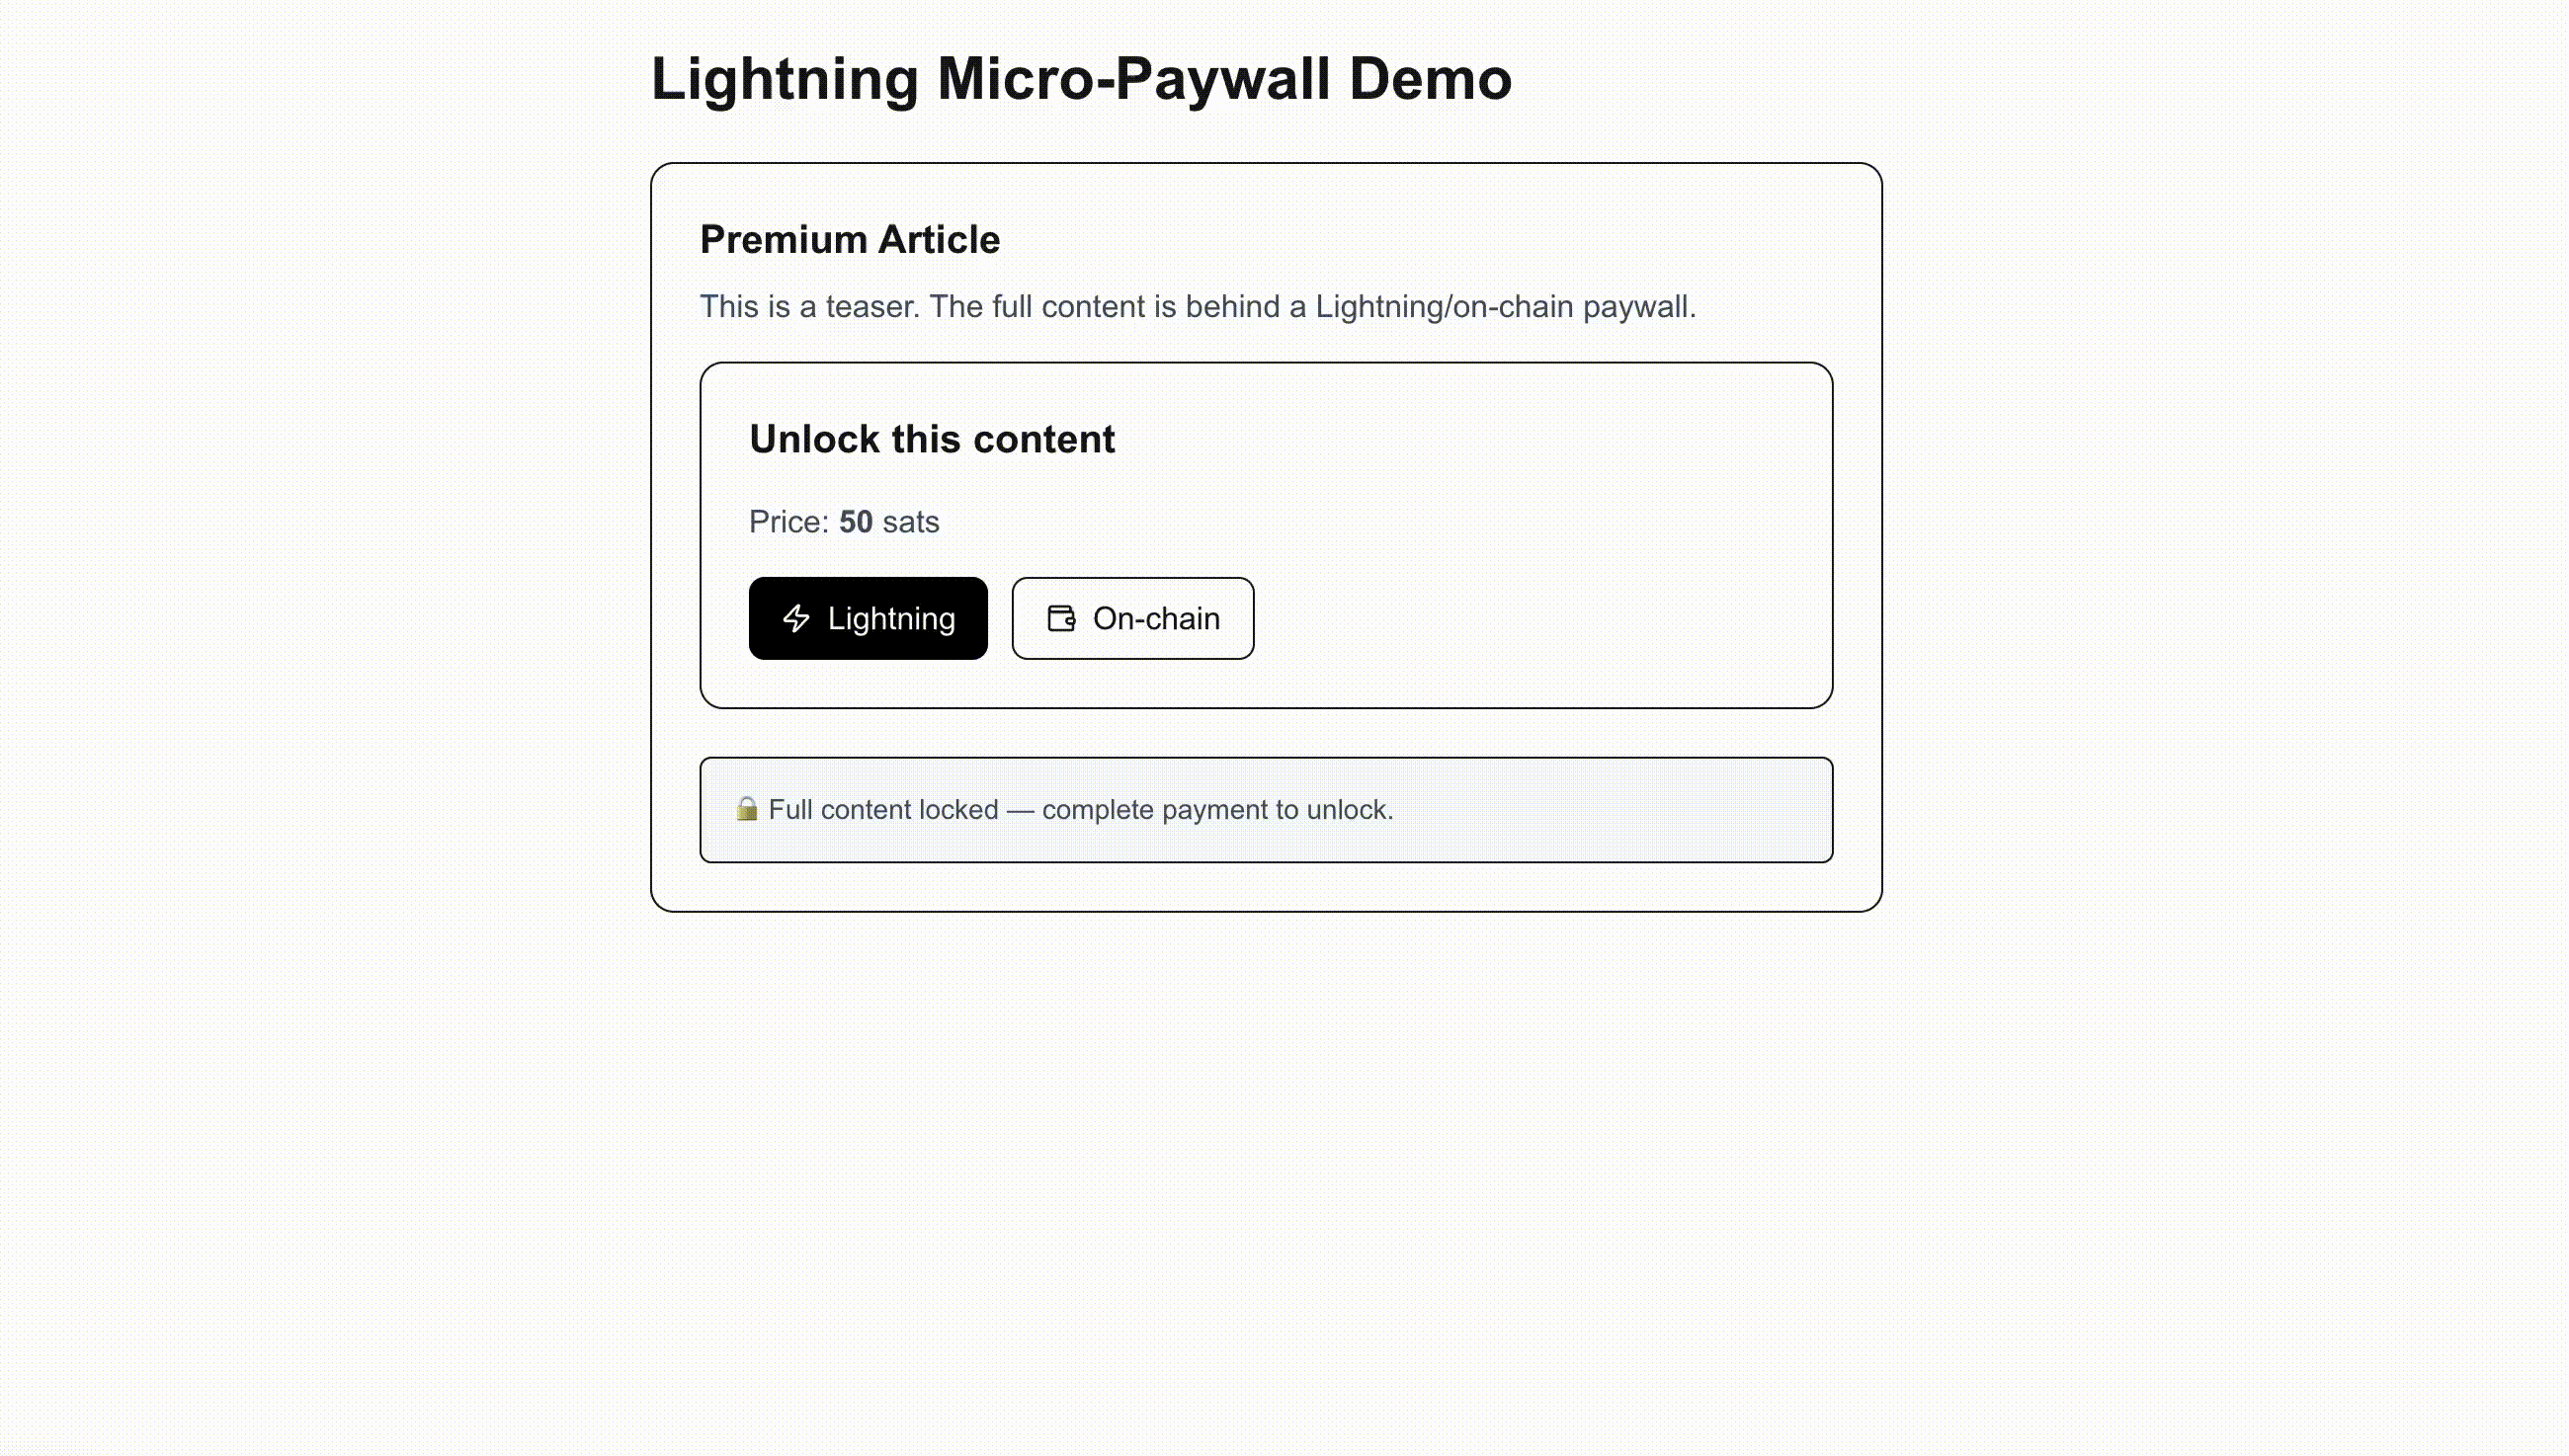 Lightning Micro-Paywall Demo
Premium Article
This is a teaser. The full content is behind a Lightning/on-chain paywall.
Unlock this content
Price: 50 sats
Lightning
On-chain
🔒 Full content locked — complete payment to unlock.